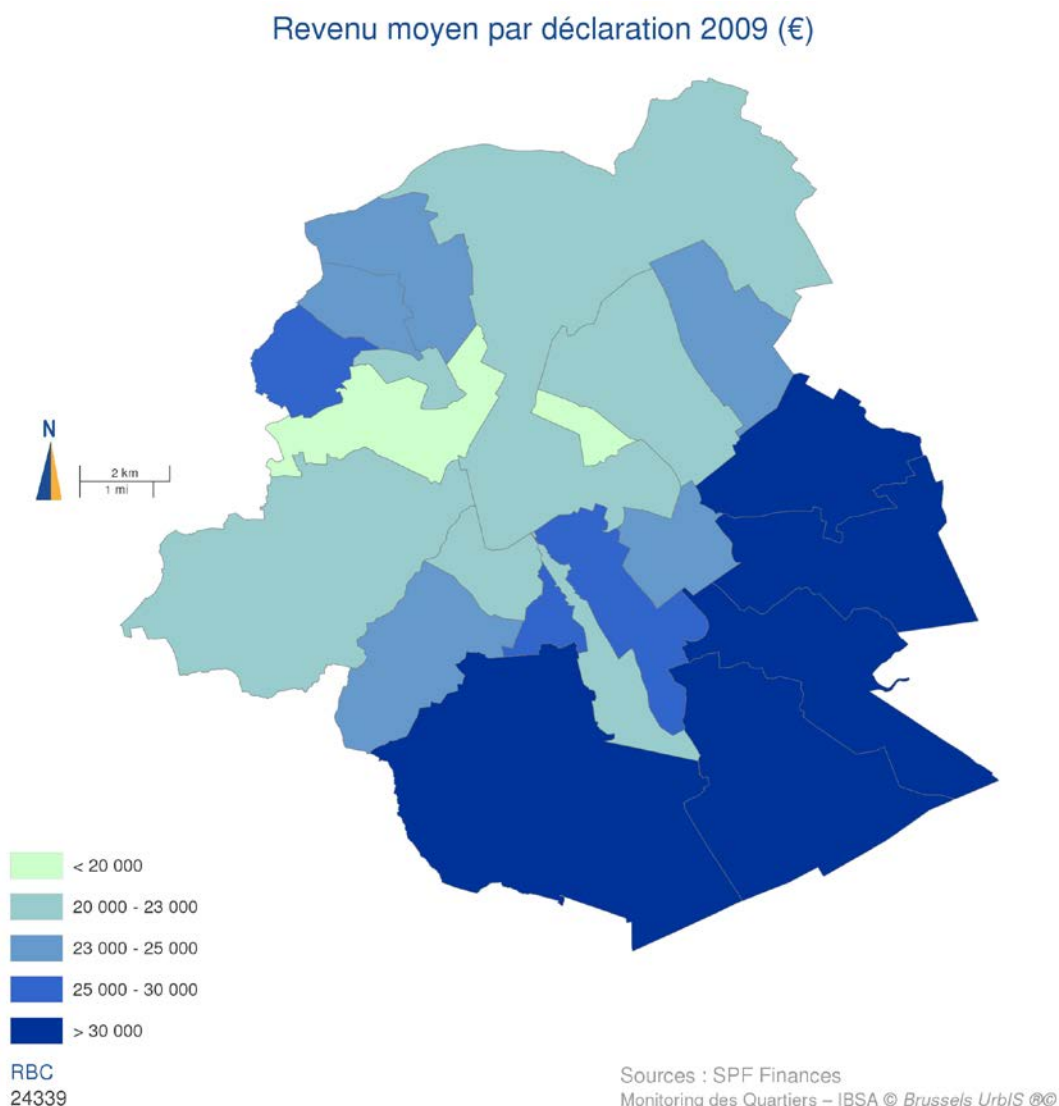 Revenu moyen par déclaration 2009 (€)
N
2 km
1 mi
< 20 000
20 000 - 23 000
23 000 - 25 000
25 000 - 30 000
> 30 000
RBC
24339
Sources : SPF Finances
Monitoring des Quartiers – IBSA © Brussels UrbIS ®©